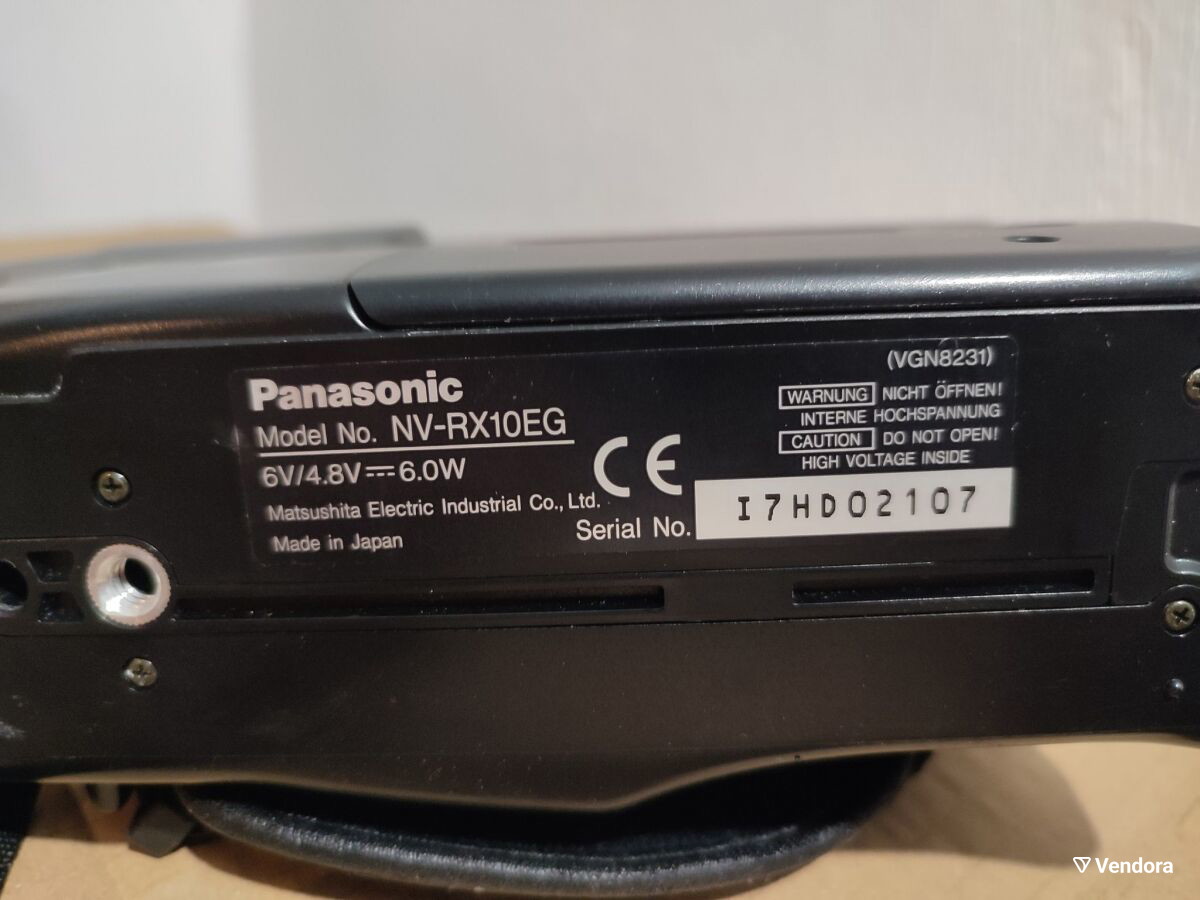 Panasonic
Model No. NV-RX10EG
6V/4.8V⎓6.0W
Matsushita Electric Industrial Co., Ltd.
Made in Japan
CE
(VGN8231)
WARNUNG NICHT ÖFFNEN!
INTERNE HOCHSPANNUNG
CAUTION DO NOT OPEN!
HIGH VOLTAGE INSIDE
Serial No. I7HD02107
Vendora